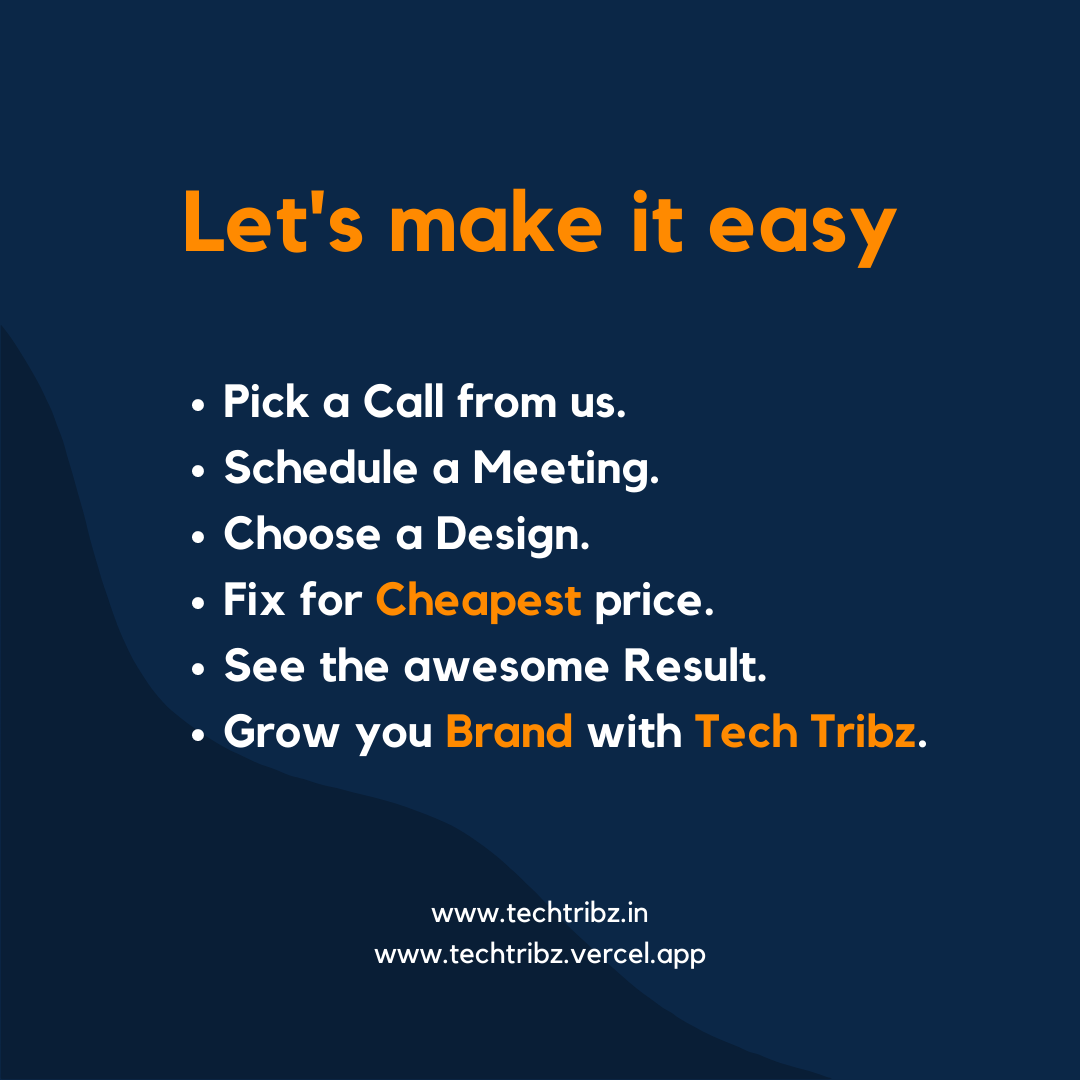 Let's make it easy
• Pick a Call from us.
• Schedule a Meeting.
• Choose a Design.
• Fix for Cheapest price.
• See the awesome Result.
• Grow you Brand with Tech Tribz.
www.techtribz.in
www.techtribz.vercel.app